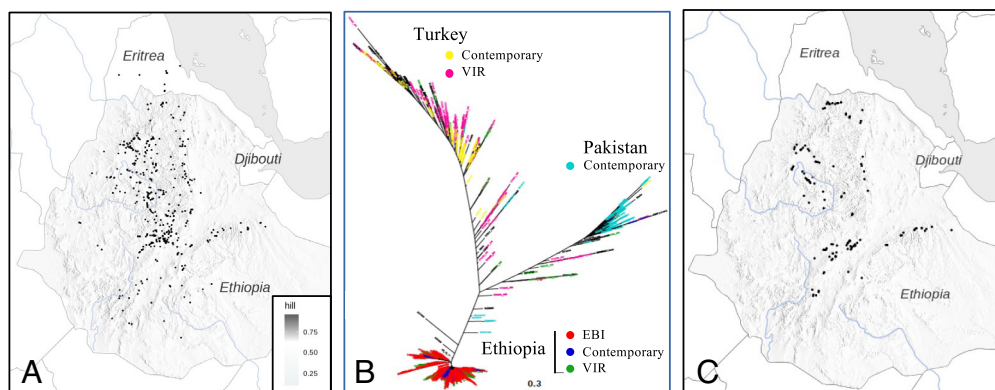 Eritrea
Djibouti
Ethiopia
hill
0.75
0.50
0.25
A
Turkey
Contemporary
VIR
Pakistan
Contemporary
Ethiopia
EBI
Contemporary
VIR
0.3
B
Eritrea
Djibouti
Ethiopia
C